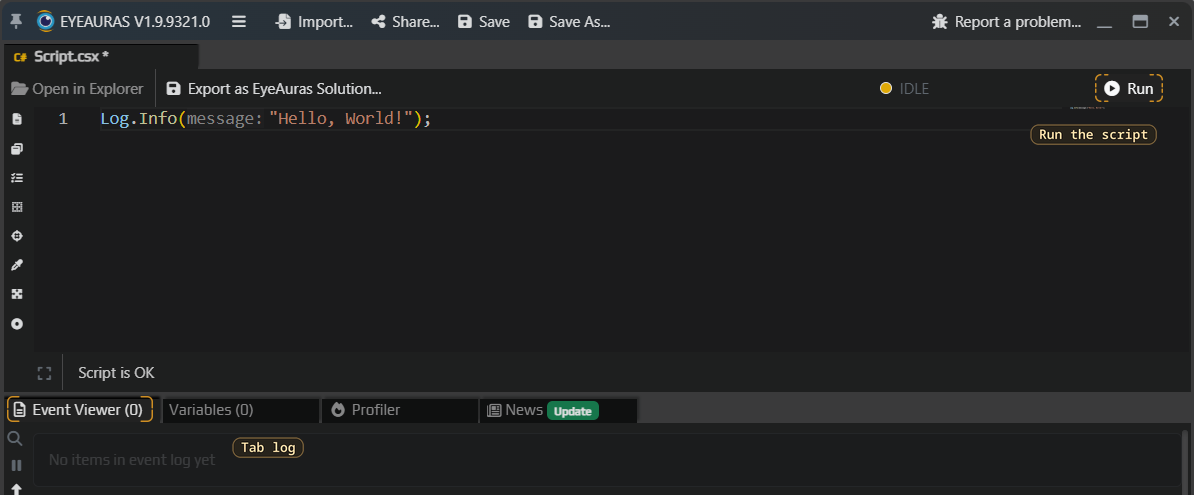 EYEAURAS V1.9.9321.0 Import... Share... Save Save As... Report a problem...
C# Script.csx *
Open in Explorer Export as EyeAuras Solution... IDLE Run
1 Log.Info(message: "Hello, World!");
Run the script
Script is OK
Event Viewer (0) Variables (0) Profiler News Update
Tab log
No items in event log yet